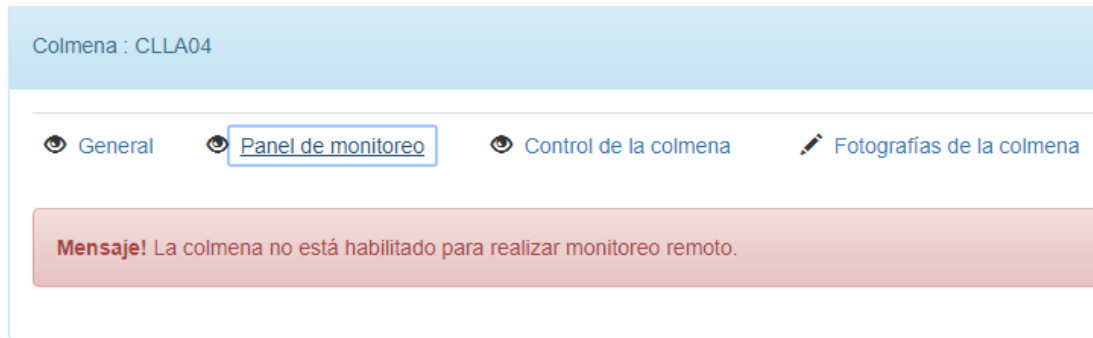 Colmena : CLLA04
General Panel de monitoreo Control de la colmena Fotografías de la colmena
Mensaje! La colmena no está habilitado para realizar monitoreo remoto.